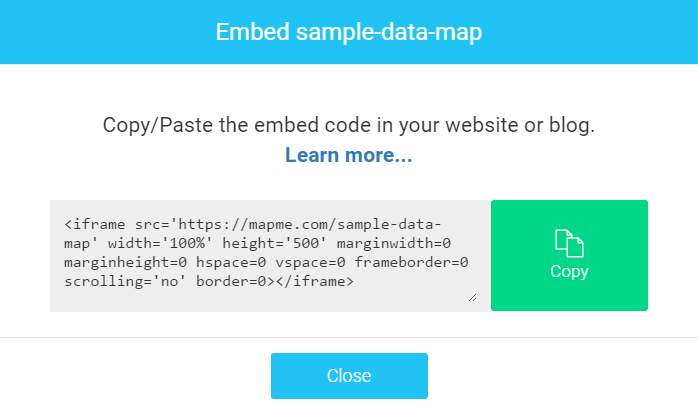 Embed sample-data-map
Copy/Paste the embed code in your website or blog.
Learn more...
<iframe src='https://mapme.com/sample-data-
map' width='100%' height='500' marginwidth=0
marginheight=0 hspace=0 vspace=0 frameborder=0
scrolling='no' border=0></iframe>
Copy
Close